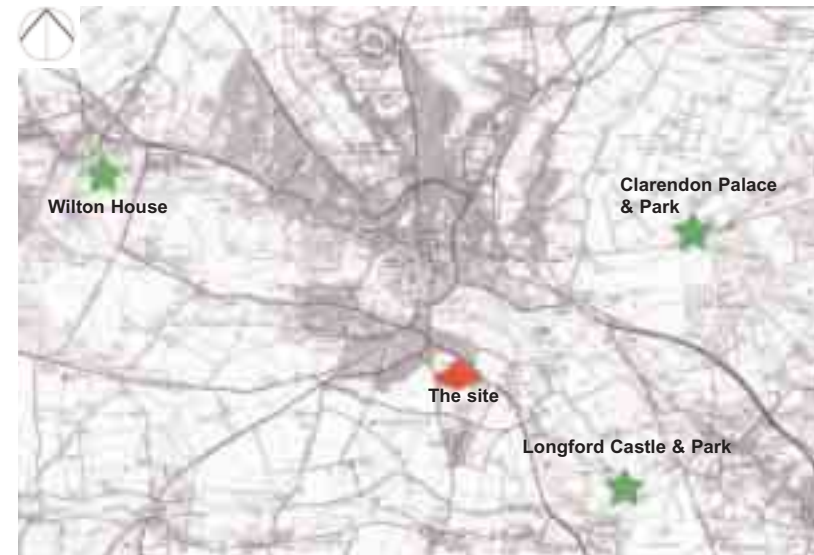 Wilton House
Clarendon Palace
& Park
The site
Longford Castle & Park